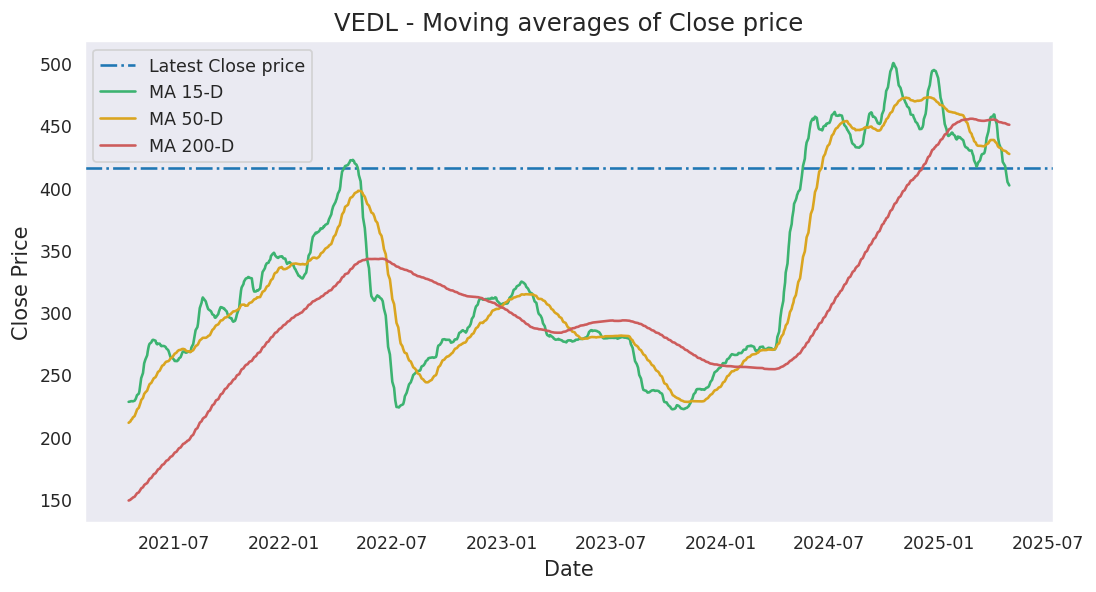 VEDL - Moving averages of Close price
Latest Close price
MA 15-D
MA 50-D
MA 200-D
Close Price
500
450
400
350
300
250
200
150
2021-07 2022-01 2022-07 2023-01 2023-07 2024-01 2024-07 2025-01 2025-07
Date